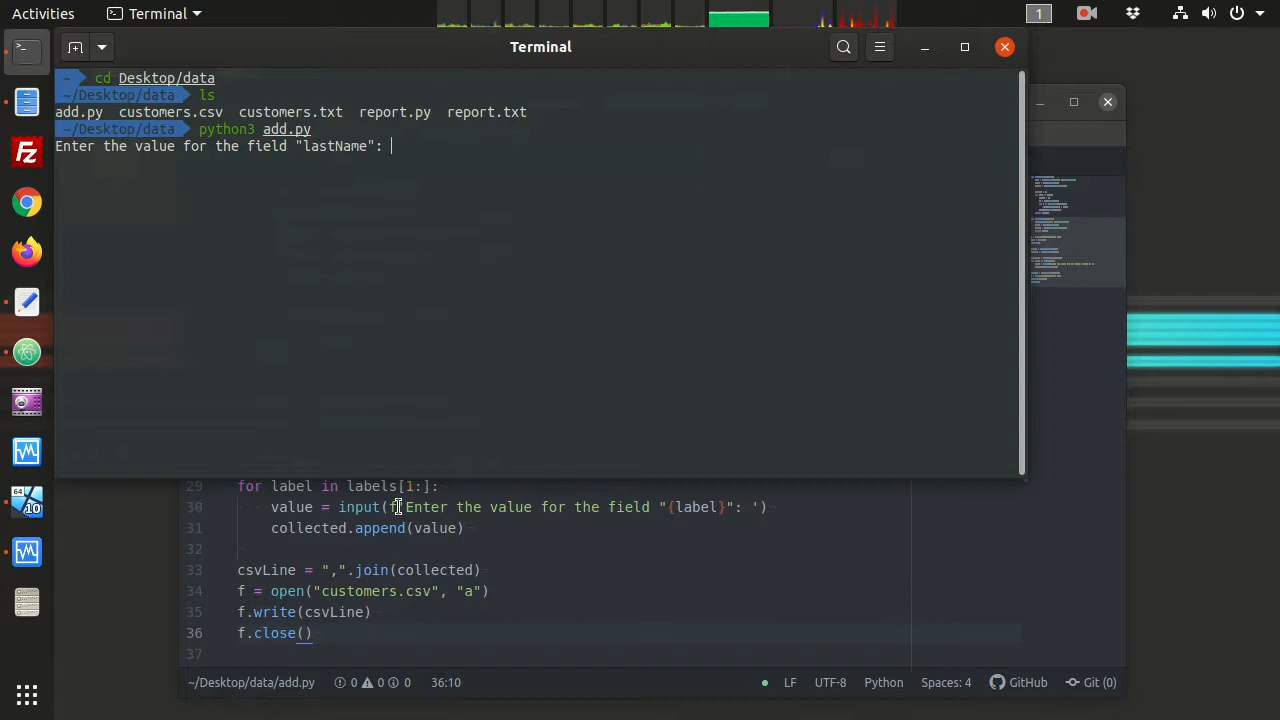 Activities
Terminal
1
Terminal
~ cd Desktop/data
~/Desktop/data ls
add.py customers.csv customers.txt report.py report.txt
~/Desktop/data python3 add.py
Enter the value for the field "lastName":
29 for label in labels[1:]:
30 value = input(f'Enter the value for the field "{label}": ')
31 collected.append(value)
32
33 csvLine = ",".join(collected)
34 f = open("customers.csv", "a")
35 f.write(csvLine)
36 f.close()
37
~/Desktop/data/add.py 0 0 0 36:10 LF UTF-8 Python Spaces: 4 GitHub Git (0)
Fz
64
10